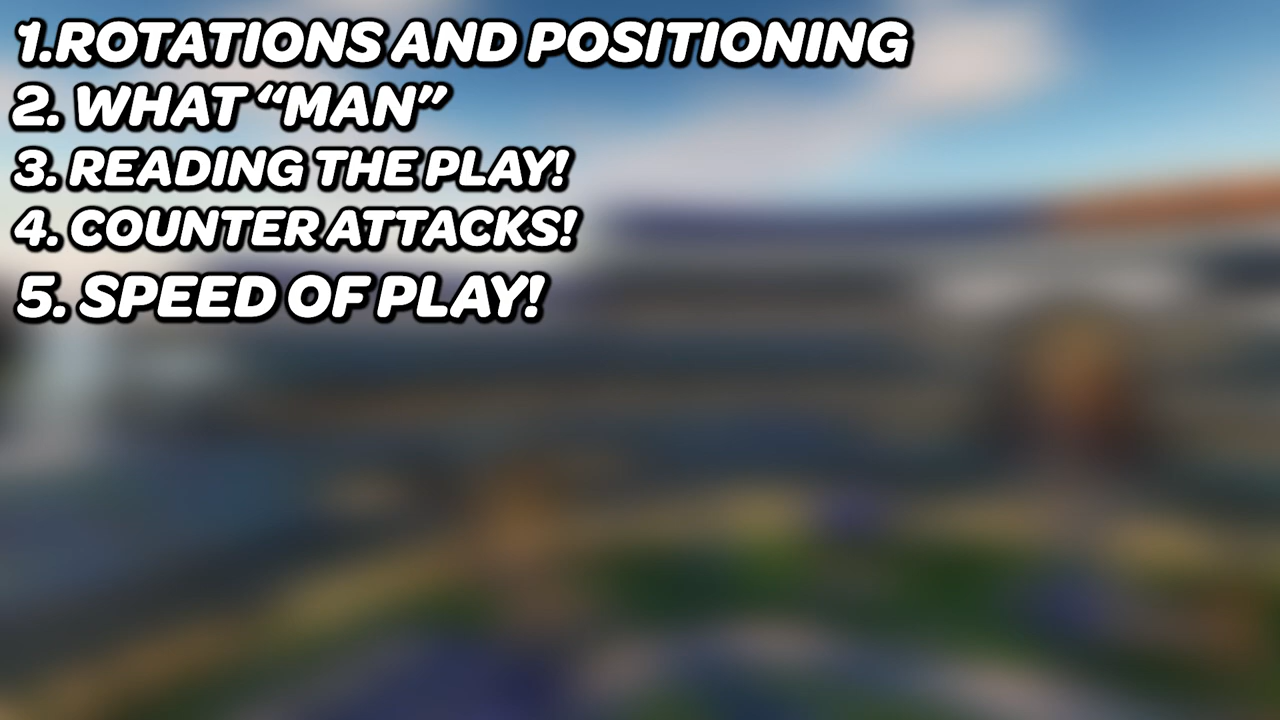 1.ROTATIONS AND POSITIONING
2. WHAT “MAN”
3. READING THE PLAY!
4. COUNTER ATTACKS!
5. SPEED OF PLAY!